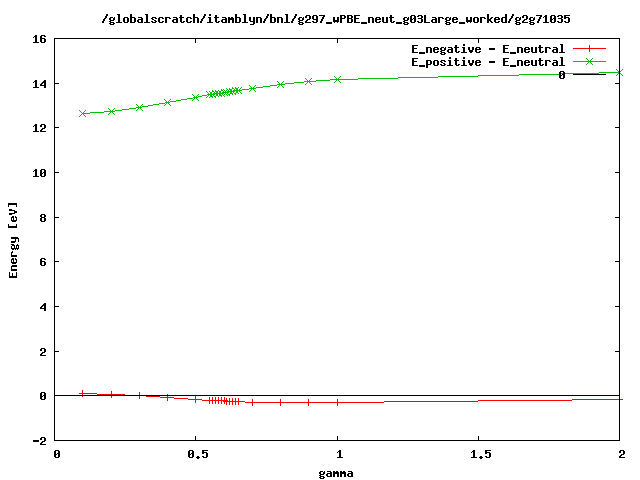 /globalscratch/itamblyn/bnl/g297_wPBE_neut_g03Large_worked/g2g71035
E_negative - E_neutral
E_positive - E_neutral
0
16
14
12
10
8
6
4
2
0
-2
Energy [eV]
0 0.5 1 1.5 2
gamma